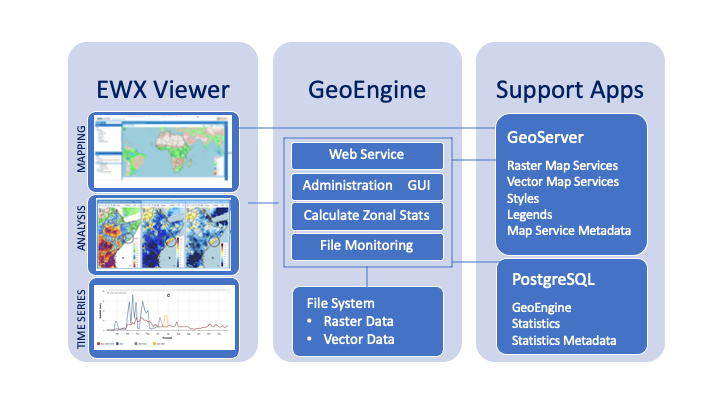 EWX Viewer
MAPPING
ANALYSIS
TIME SERIES
GeoEngine
Web Service
Administration GUI
Calculate Zonal Stats
File Monitoring
File System
• Raster Data
• Vector Data
Support Apps
GeoServer
Raster Map Services
Vector Map Services
Styles
Legends
Map Service Metadata
PostgreSQL
GeoEngine
Statistics
Statistics Metadata